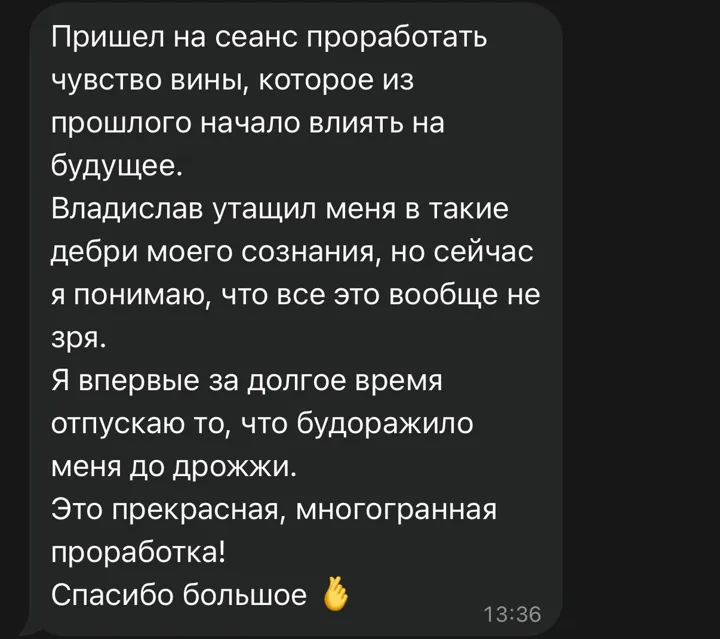 Пришел на сеанс проработать
чувство вины, которое из
прошлого начало влиять на
будущее.
Владислав утащил меня в такие
дебри моего сознания, но сейчас
я понимаю, что все это вообще не
зря.
Я впервые за долгое время
отпускаю то, что будоражило
меня до дрожжи.
Это прекрасная, многогранная
проработка!
Спасибо большое 🫰
13:36